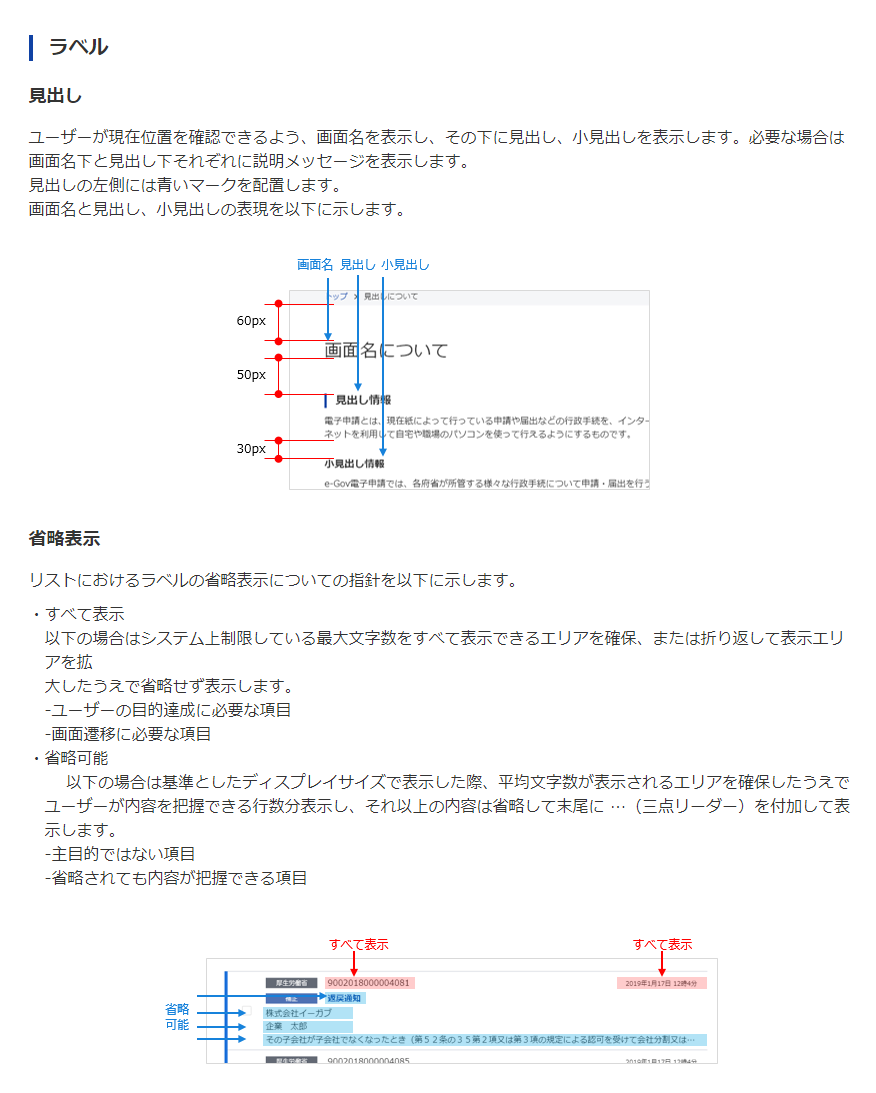 ラベル
見出し
ユーザーが現在位置を確認できるよう、画面名を表示し、その下に見出し、小見出しを表示します。必要な場合は
画面名下と見出し下それぞれに説明メッセージを表示します。
見出しの左側には青いマークを配置します。
画面名と見出し、小見出しの表現を以下に示します。
画面名 見出し 小見出し
トップ > 見出しについて
60px
画面名について
50px
見出し情報
電子申請とは、現在紙によって行っている申請や届出などの行政手続を、インター
ネットを利用して自宅や職場のパソコンを使って行えるようにするものです。
30px
小見出し情報
e-Gov電子申請では、各府省が所管する様々な行政手続について申請・届出を行う
省略表示
リストにおけるラベルの省略表示についての指針を以下に示します。
・すべて表示
以下の場合はシステム上制限している最大文字数をすべて表示できるエリアを確保、または折り返して表示エリ
アを拡
大したうえで省略せず表示します。
-ユーザーの目的達成に必要な項目
-画面遷移に必要な項目
・省略可能
以下の場合は基準としたディスプレイサイズで表示した際、平均文字数が表示されるエリアを確保したうえで
ユーザーが内容を把握できる行数分表示し、それ以上の内容は省略して末尾に …（三点リーダー）を付加して表
示します。
-主目的ではない項目
-省略されても内容が把握できる項目
すべて表示 すべて表示
厚生労働省 9002018000004081 2019年1月17日 12時4分
補正 返戻通知
省略
可能
株式会社イーガブ
企業 太郎
その子会社が子会社でなくなったとき（第５２条の３５第２項又は第３項の規定による認可を受けて会社分割又は…
厚生労働省 9002018000004085 2019年1月17日 12時4分